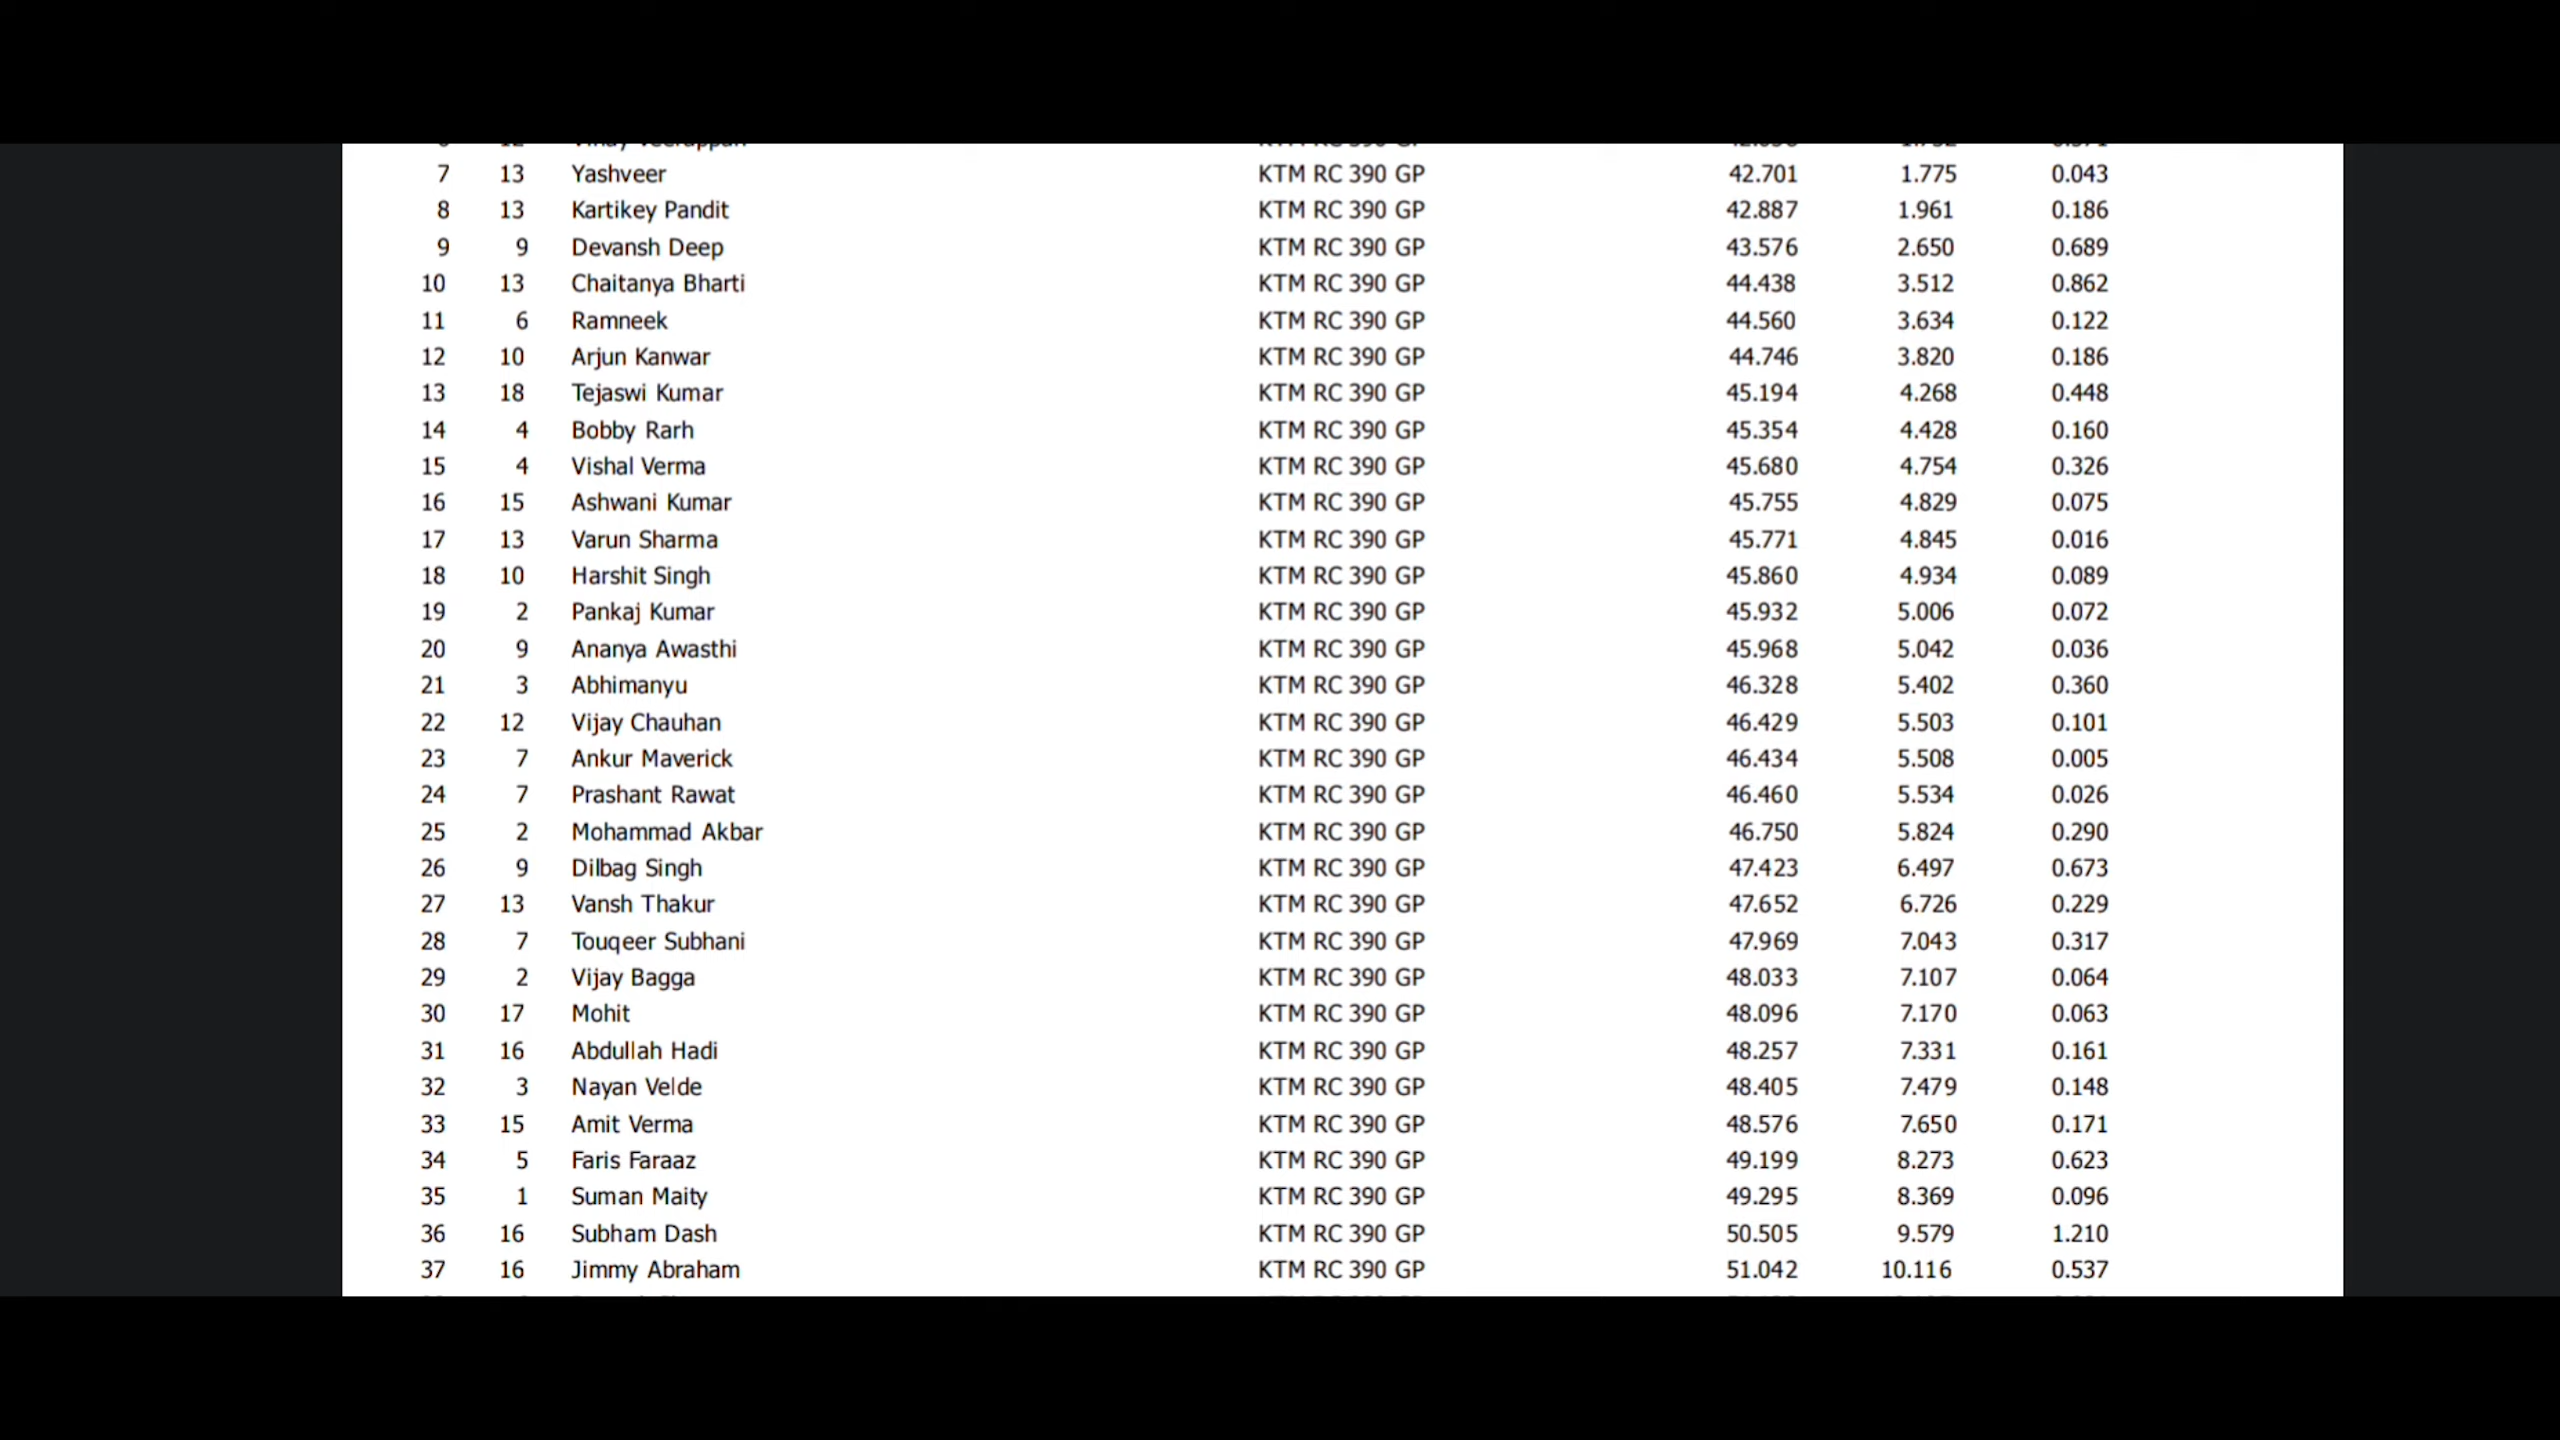 7 13 Yashveer KTM RC 390 GP 42.701 1.775 0.043
8 13 Kartikey Pandit KTM RC 390 GP 42.887 1.961 0.186
9 9 Devansh Deep KTM RC 390 GP 43.576 2.650 0.689
10 13 Chaitanya Bharti KTM RC 390 GP 44.438 3.512 0.862
11 6 Ramneek KTM RC 390 GP 44.560 3.634 0.122
12 10 Arjun Kanwar KTM RC 390 GP 44.746 3.820 0.186
13 18 Tejaswi Kumar KTM RC 390 GP 45.194 4.268 0.448
14 4 Bobby Rarh KTM RC 390 GP 45.354 4.428 0.160
15 4 Vishal Verma KTM RC 390 GP 45.680 4.754 0.326
16 15 Ashwani Kumar KTM RC 390 GP 45.755 4.829 0.075
17 13 Varun Sharma KTM RC 390 GP 45.771 4.845 0.016
18 10 Harshit Singh KTM RC 390 GP 45.860 4.934 0.089
19 2 Pankaj Kumar KTM RC 390 GP 45.932 5.006 0.072
20 9 Ananya Awasthi KTM RC 390 GP 45.968 5.042 0.036
21 3 Abhimanyu KTM RC 390 GP 46.328 5.402 0.360
22 12 Vijay Chauhan KTM RC 390 GP 46.429 5.503 0.101
23 7 Ankur Maverick KTM RC 390 GP 46.434 5.508 0.005
24 7 Prashant Rawat KTM RC 390 GP 46.460 5.534 0.026
25 2 Mohammad Akbar KTM RC 390 GP 46.750 5.824 0.290
26 9 Dilbag Singh KTM RC 390 GP 47.423 6.497 0.673
27 13 Vansh Thakur KTM RC 390 GP 47.652 6.726 0.229
28 7 Touqeer Subhani KTM RC 390 GP 47.969 7.043 0.317
29 2 Vijay Bagga KTM RC 390 GP 48.033 7.107 0.064
30 17 Mohit KTM RC 390 GP 48.096 7.170 0.063
31 16 Abdullah Hadi KTM RC 390 GP 48.257 7.331 0.161
32 3 Nayan Velde KTM RC 390 GP 48.405 7.479 0.148
33 15 Amit Verma KTM RC 390 GP 48.576 7.650 0.171
34 5 Faris Faraaz KTM RC 390 GP 49.199 8.273 0.623
35 1 Suman Maity KTM RC 390 GP 49.295 8.369 0.096
36 16 Subham Dash KTM RC 390 GP 50.505 9.579 1.210
37 16 Jimmy Abraham KTM RC 390 GP 51.042 10.116 0.537